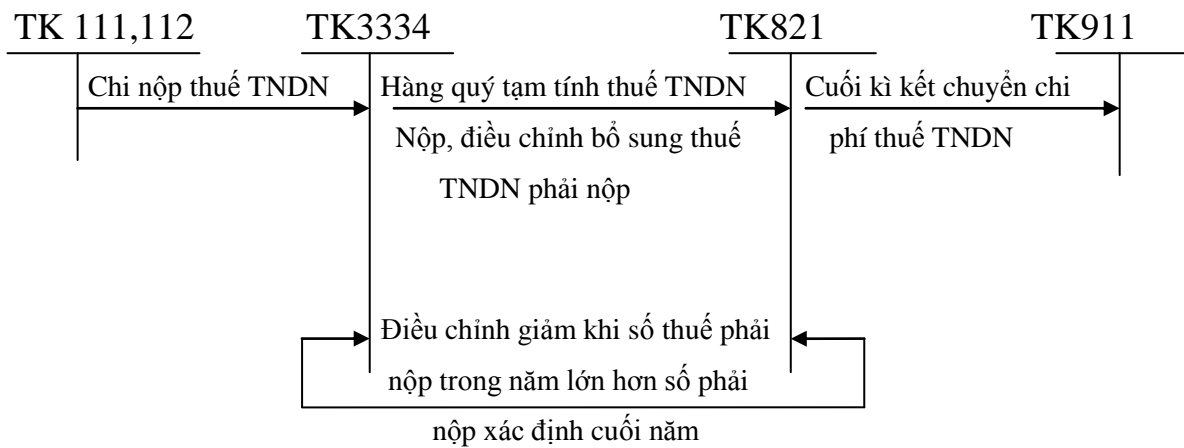 TK 111,112 TK3334 TK821 TK911
Chi nộp thuế TNDN Hàng quý tạm tính thuế TNDN Cuối kì kết chuyển chi
Nộp, điều chỉnh bổ sung thuế phí thuế TNDN
TNDN phải nộp
Điều chỉnh giảm khi số thuế phải
nộp trong năm lớn hơn số phải
nộp xác định cuối năm